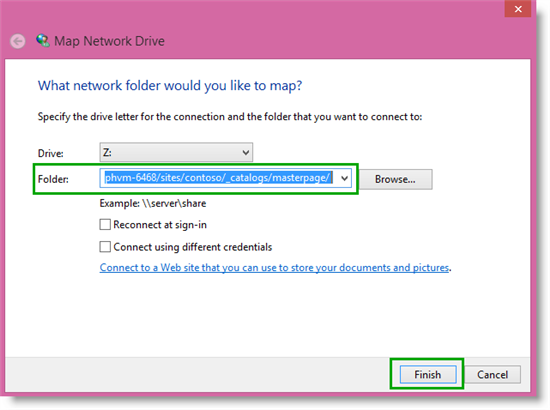 Map Network Drive
What network folder would you like to map?
Specify the drive letter for the connection and the folder that you want to connect to:
Drive: Z:
Folder: phvm-6468/sites/contoso/_catalogs/masterpage/ Browse...
Example: \\server\share
Reconnect at sign-in
Connect using different credentials
Connect to a Web site that you can use to store your documents and pictures.
Finish Cancel